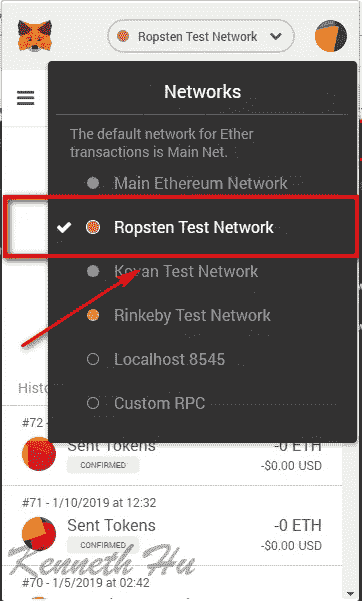 Ropsten Test Network
Networks
The default network for Ether
transactions is Main Net.
Main Ethereum Network
Ropsten Test Network
Kovan Test Network
Rinkeby Test Network
Localhost 8545
Custom RPC
Histo
#72
Sent Tokens -0 ETH
CONFIRMED -$0.00 USD
#71 - 1/10/2019 at 12:32
Sent Tokens -0 ETH
CONFIRMED -$0.00 USD
Kenneth Hu
#70 - 1/5/2019 at 02:42